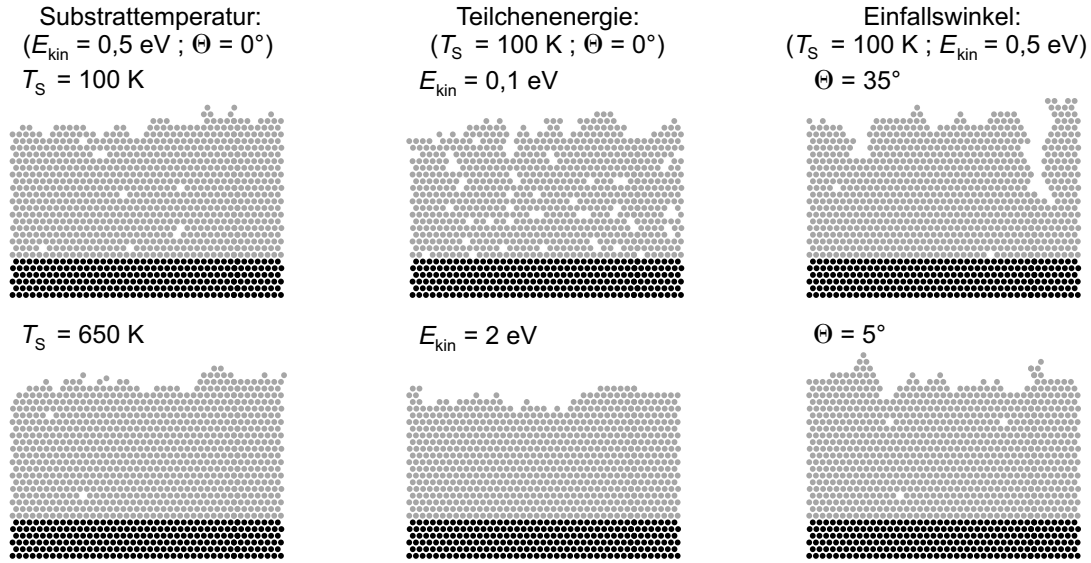 Substrattemperatur:
(E_kin = 0,5 eV ; Θ = 0°)
T_S = 100 K
T_S = 650 K
Teilchenenergie:
(T_S = 100 K ; Θ = 0°)
E_kin = 0,1 eV
E_kin = 2 eV
Einfallswinkel:
(T_S = 100 K ; E_kin = 0,5 eV)
Θ = 35°
Θ = 5°